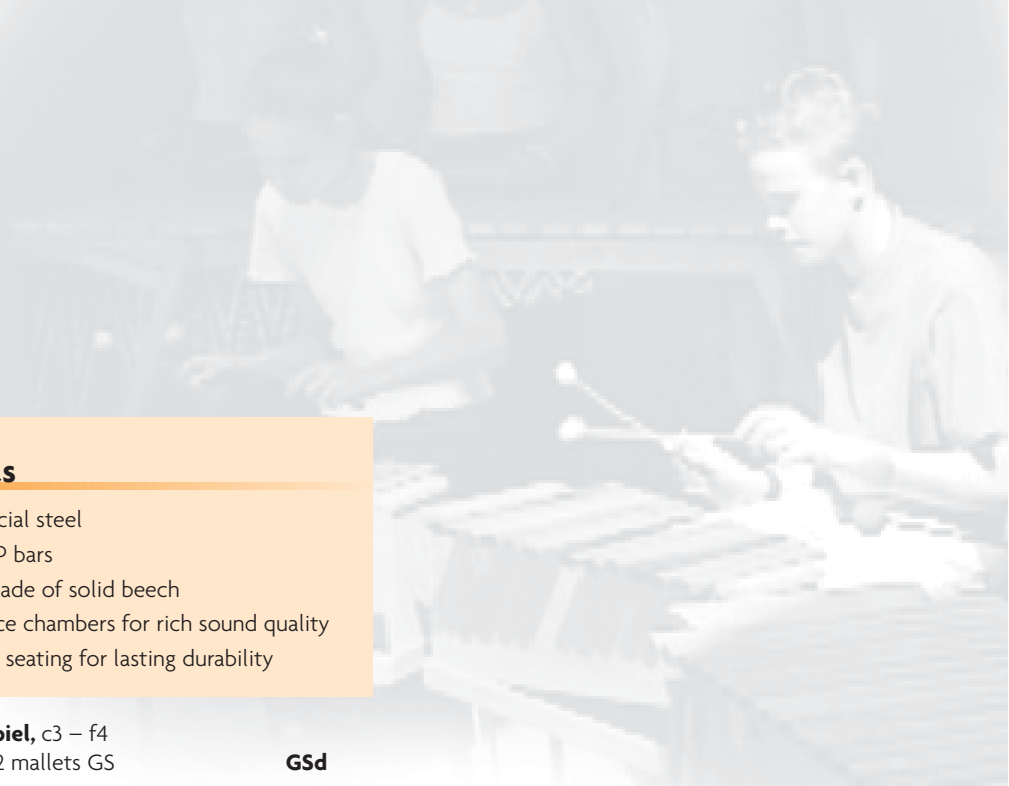 s
cial steel
P bars
ade of solid beech
ce chambers for rich sound quality
seating for lasting durability
piel, c3 – f4
2 mallets GS GSd